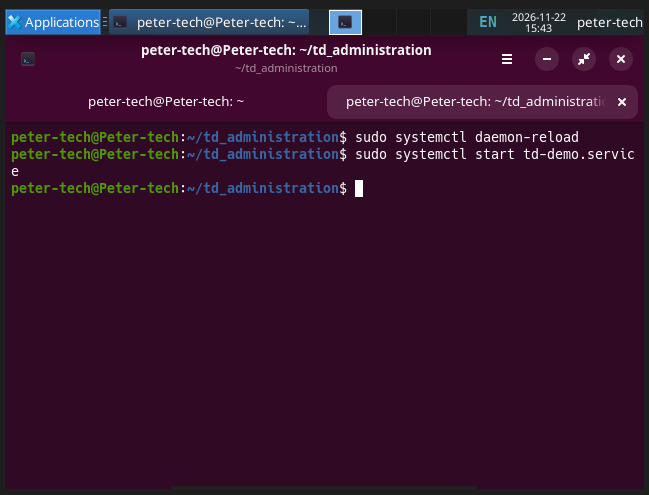 Applications peter-tech@Peter-tech: ~... EN 2026-11-22 peter-tech
15:43
peter-tech@Peter-tech: ~/td_administration
~/td_administration
peter-tech@Peter-tech: ~ peter-tech@Peter-tech: ~/td_administrati
peter-tech@Peter-tech:~/td_administration$ sudo systemctl daemon-reload
peter-tech@Peter-tech:~/td_administration$ sudo systemctl start td-demo.servic
e
peter-tech@Peter-tech:~/td_administration$